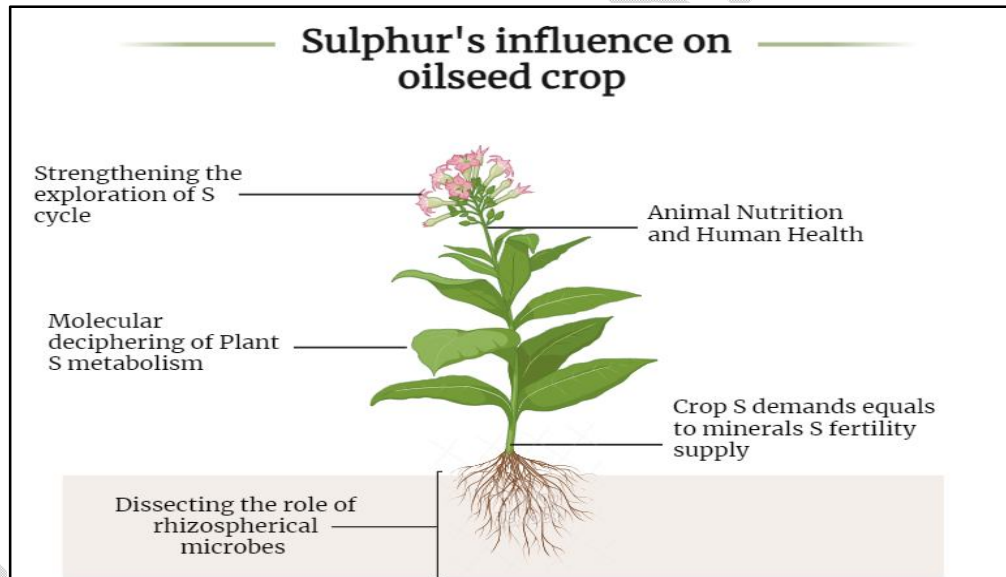 Sulphur's influence on
oilseed crop
Strengthening the
exploration of S
cycle
Animal Nutrition
and Human Health
Molecular
deciphering of Plant
S metabolism
Crop S demands equals
to minerals S fertility
supply
Dissecting the role of
rhizospherical
microbes